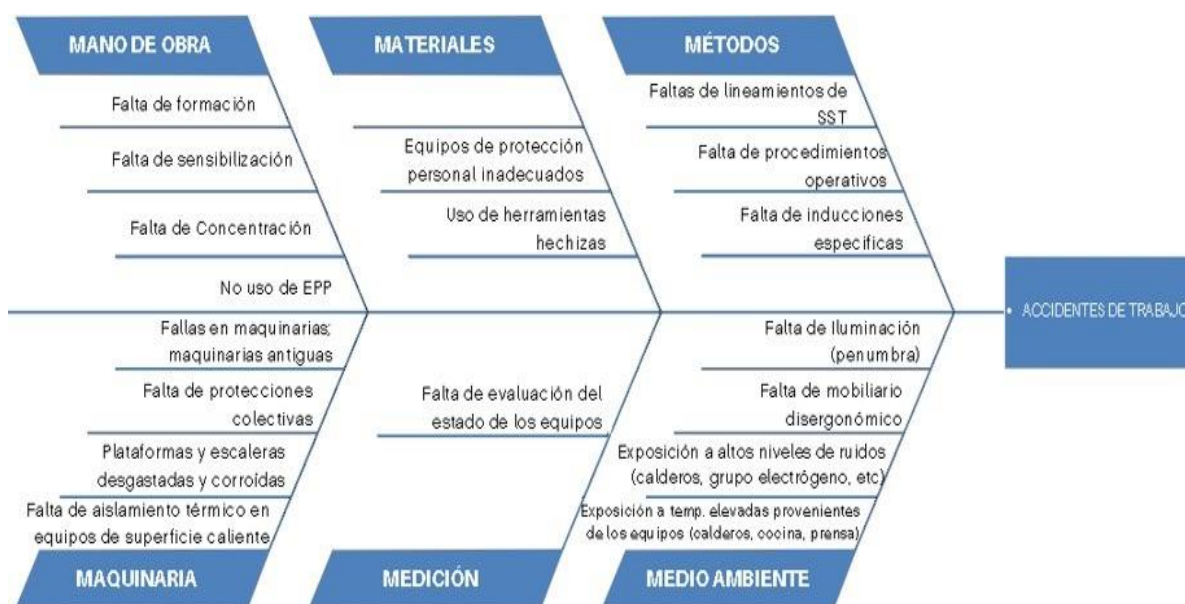 MANO DE OBRA
MATERIALES
MÉTODOS
Falta de formación
Falta de sensibilización
Falta de Concentración
No uso de EPP
Equipos de protección
personal inadecuados
Uso de herramientas
hechizas
Faltas de lineamientos de
SST
Falta de procedimientos
operativos
Falta de inducciones
especificas
• ACCIDENTES DE TRABAJO
Fallas en maquinarias;
maquinarias antiguas
Falta de protecciones
colectivas
Plataformas y escaleras
desgastadas y corroídas
Falta de aislamiento térmico en
equipos de superficie caliente
Falta de evaluación del
estado de los equipos
Falta de Iluminación
(penumbra)
Falta de mobiliario
disergonómico
Exposición a altos niveles de ruidos
(calderos, grupo electrógeno, etc)
Exposición a temp. elevadas provenientes
de los equipos (calderos, cocina, prensa)
MAQUINARIA
MEDICIÓN
MEDIO AMBIENTE